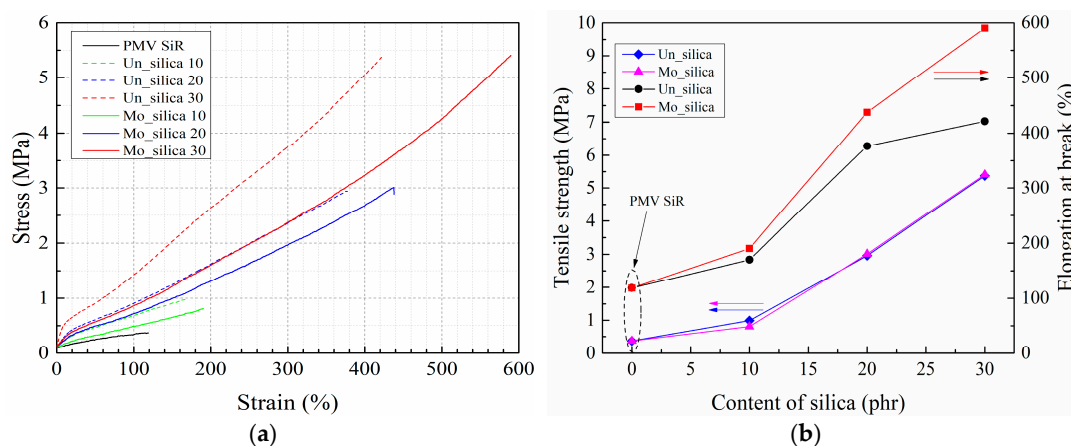 PMV SiR
Un_silica 10
Un_silica 20
Un_silica 30
Mo_silica 10
Mo_silica 20
Mo_silica 30
Stress (MPa)
6
5
4
3
2
1
0
0 100 200 300 400 500 600
Strain (%)
(a)
Un_silica
Mo_silica
Un_silica
Mo_silica
PMV SiR
Tensile strength (MPa)
10
9
8
7
6
5
4
3
2
1
0
Elongation at break (%)
600
500
400
300
200
100
0
0 5 10 15 20 25 30
Content of silica (phr)
(b)